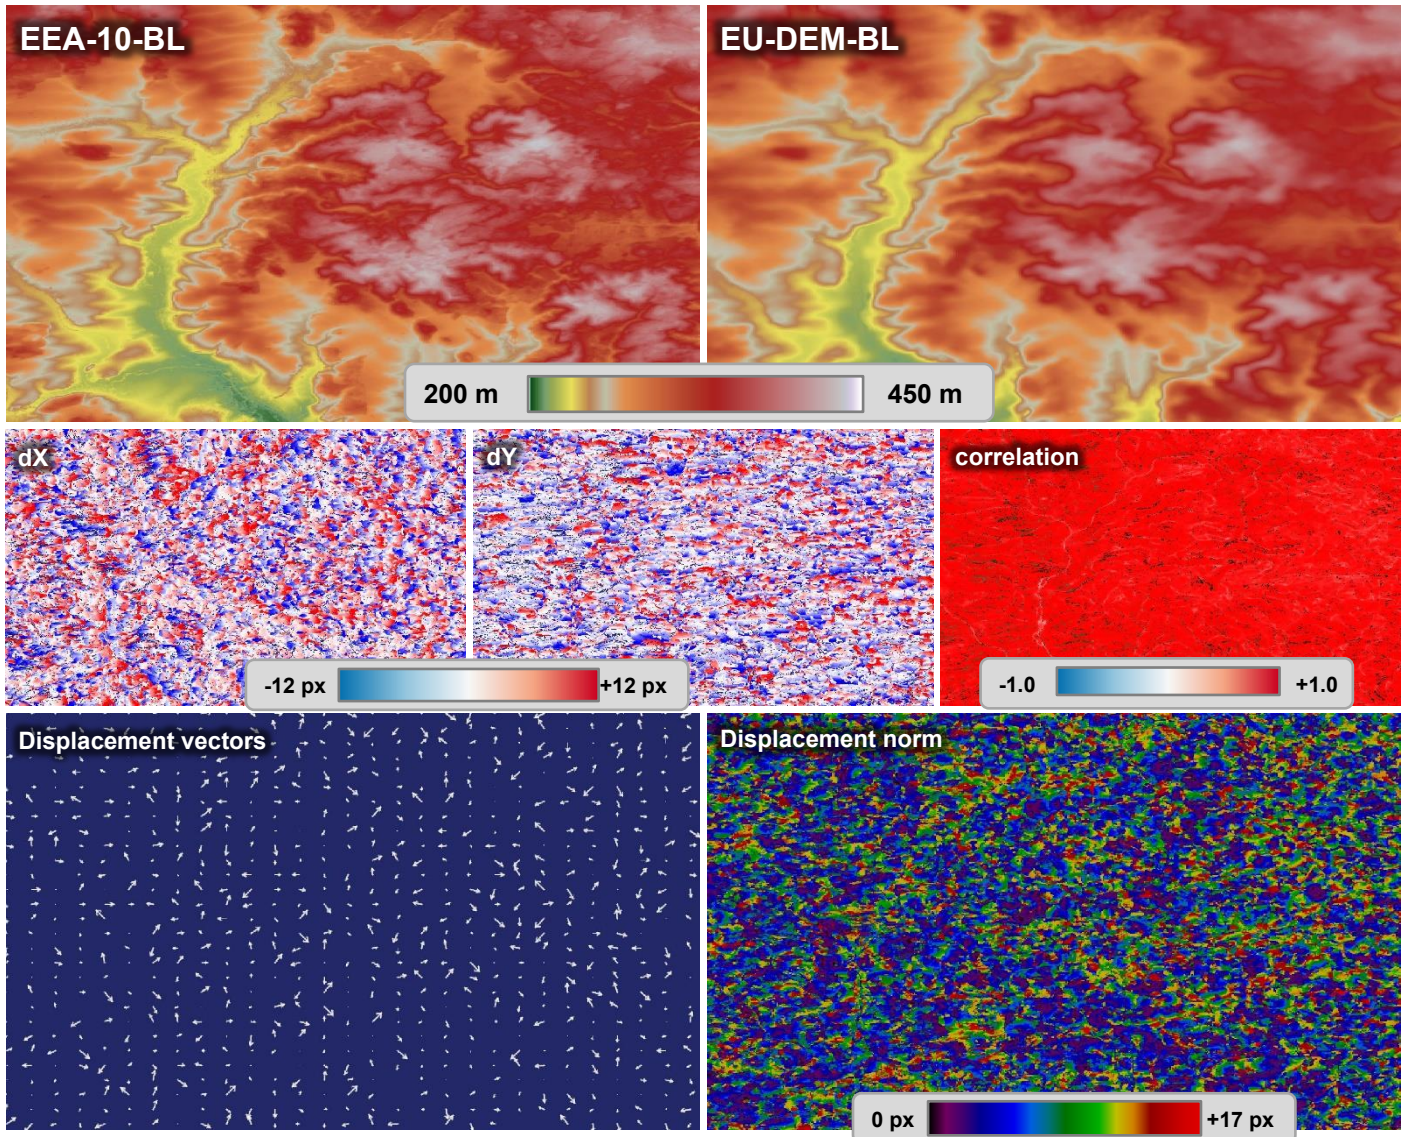 EEA-10-BL
EU-DEM-BL
200 m
450 m
dX
dY
correlation
-12 px
+12 px
-1.0
+1.0
Displacement vectors
Displacement norm
0 px
+17 px